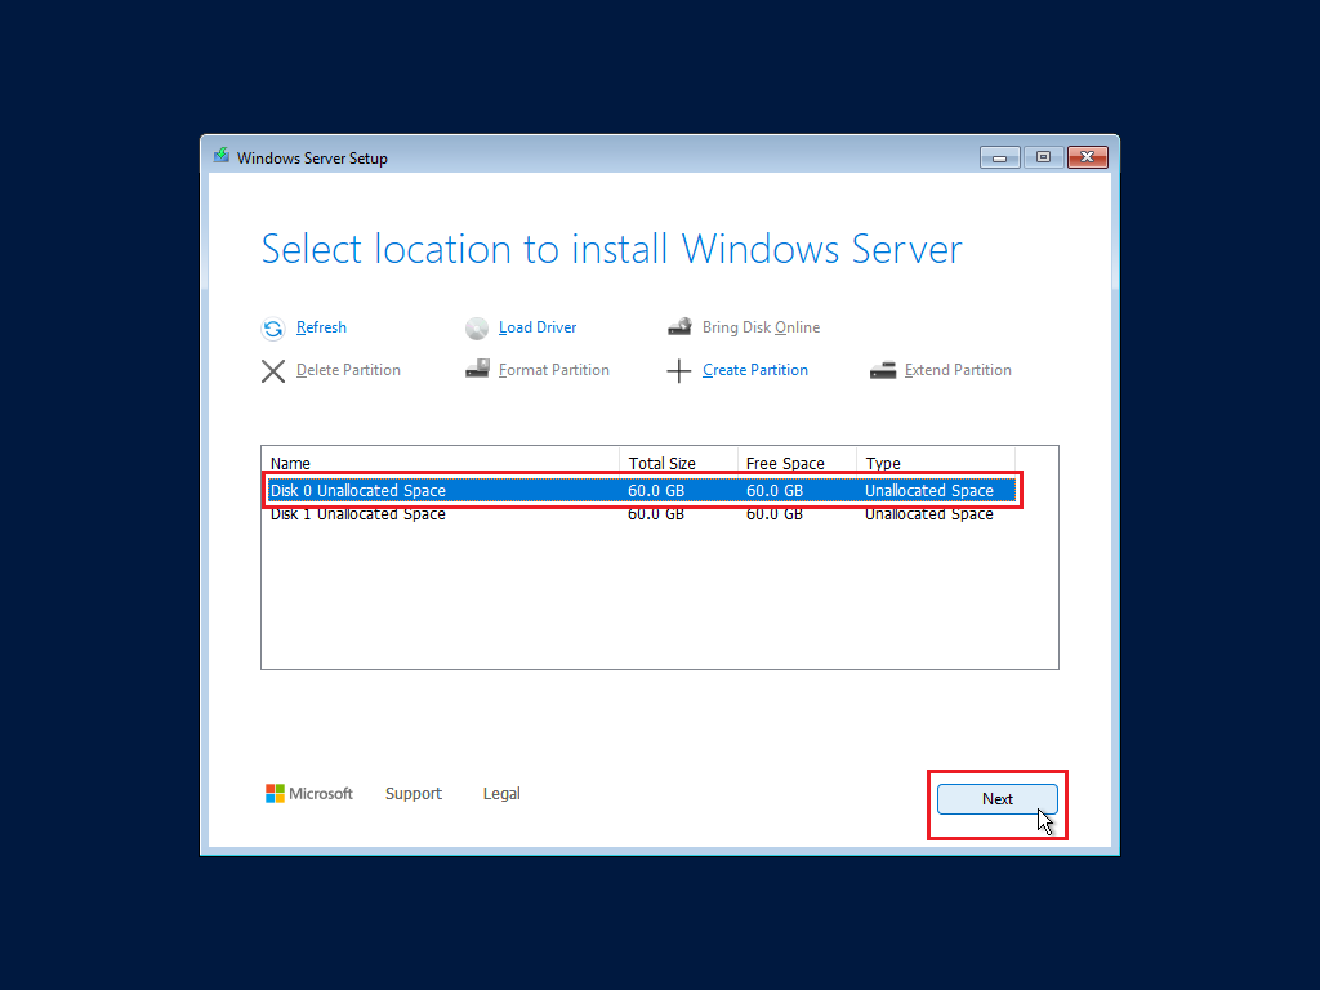 Windows Server Setup
Select location to install Windows Server
Refresh Load Driver Bring Disk Online
Delete Partition Format Partition Create Partition Extend Partition
Name Total Size Free Space Type
Disk 0 Unallocated Space 60.0 GB 60.0 GB Unallocated Space
Disk 1 Unallocated Space 60.0 GB 60.0 GB Unallocated Space
Microsoft Support Legal
Next